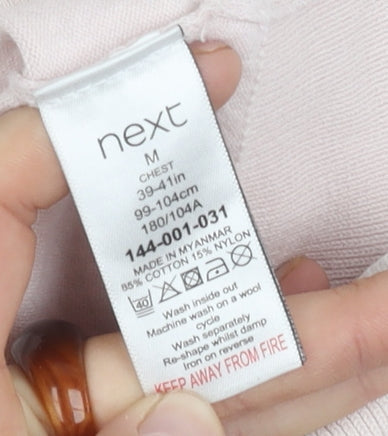 next
M
CHEST
39-41in
99-104cm
180/104A
144-001-031
MADE IN MYANMAR
85% COTTON 15% NYLON
40
Wash inside out
Machine wash on a wool
cycle
Wash separately
Re-shape whilst damp
Iron on reverse
KEEP AWAY FROM FIRE